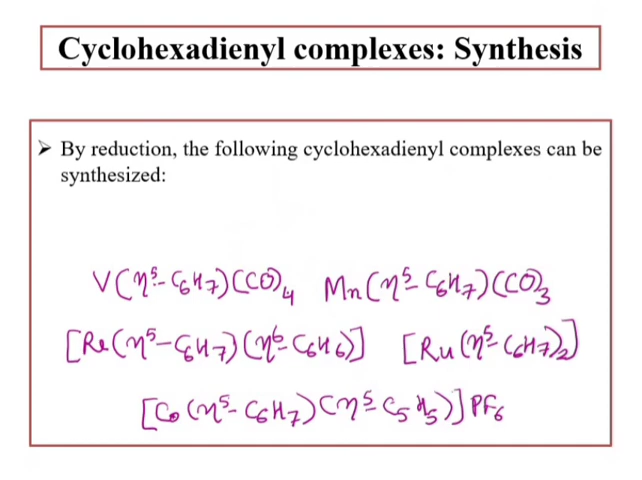 Cyclohexadienyl complexes: Synthesis
➤ By reduction, the following cyclohexadienyl complexes can be
synthesized:
V(η⁵-C₆H₇)(CO)₄ Mn(η⁵-C₆H₇)(CO)₃
[Re(η⁵-C₆H₇)(η⁶-C₆H₆)] [Ru(η⁵-C₆H₇)₂]
[Co(η⁵-C₆H₇)(η⁵-C₅H₅)]PF₆